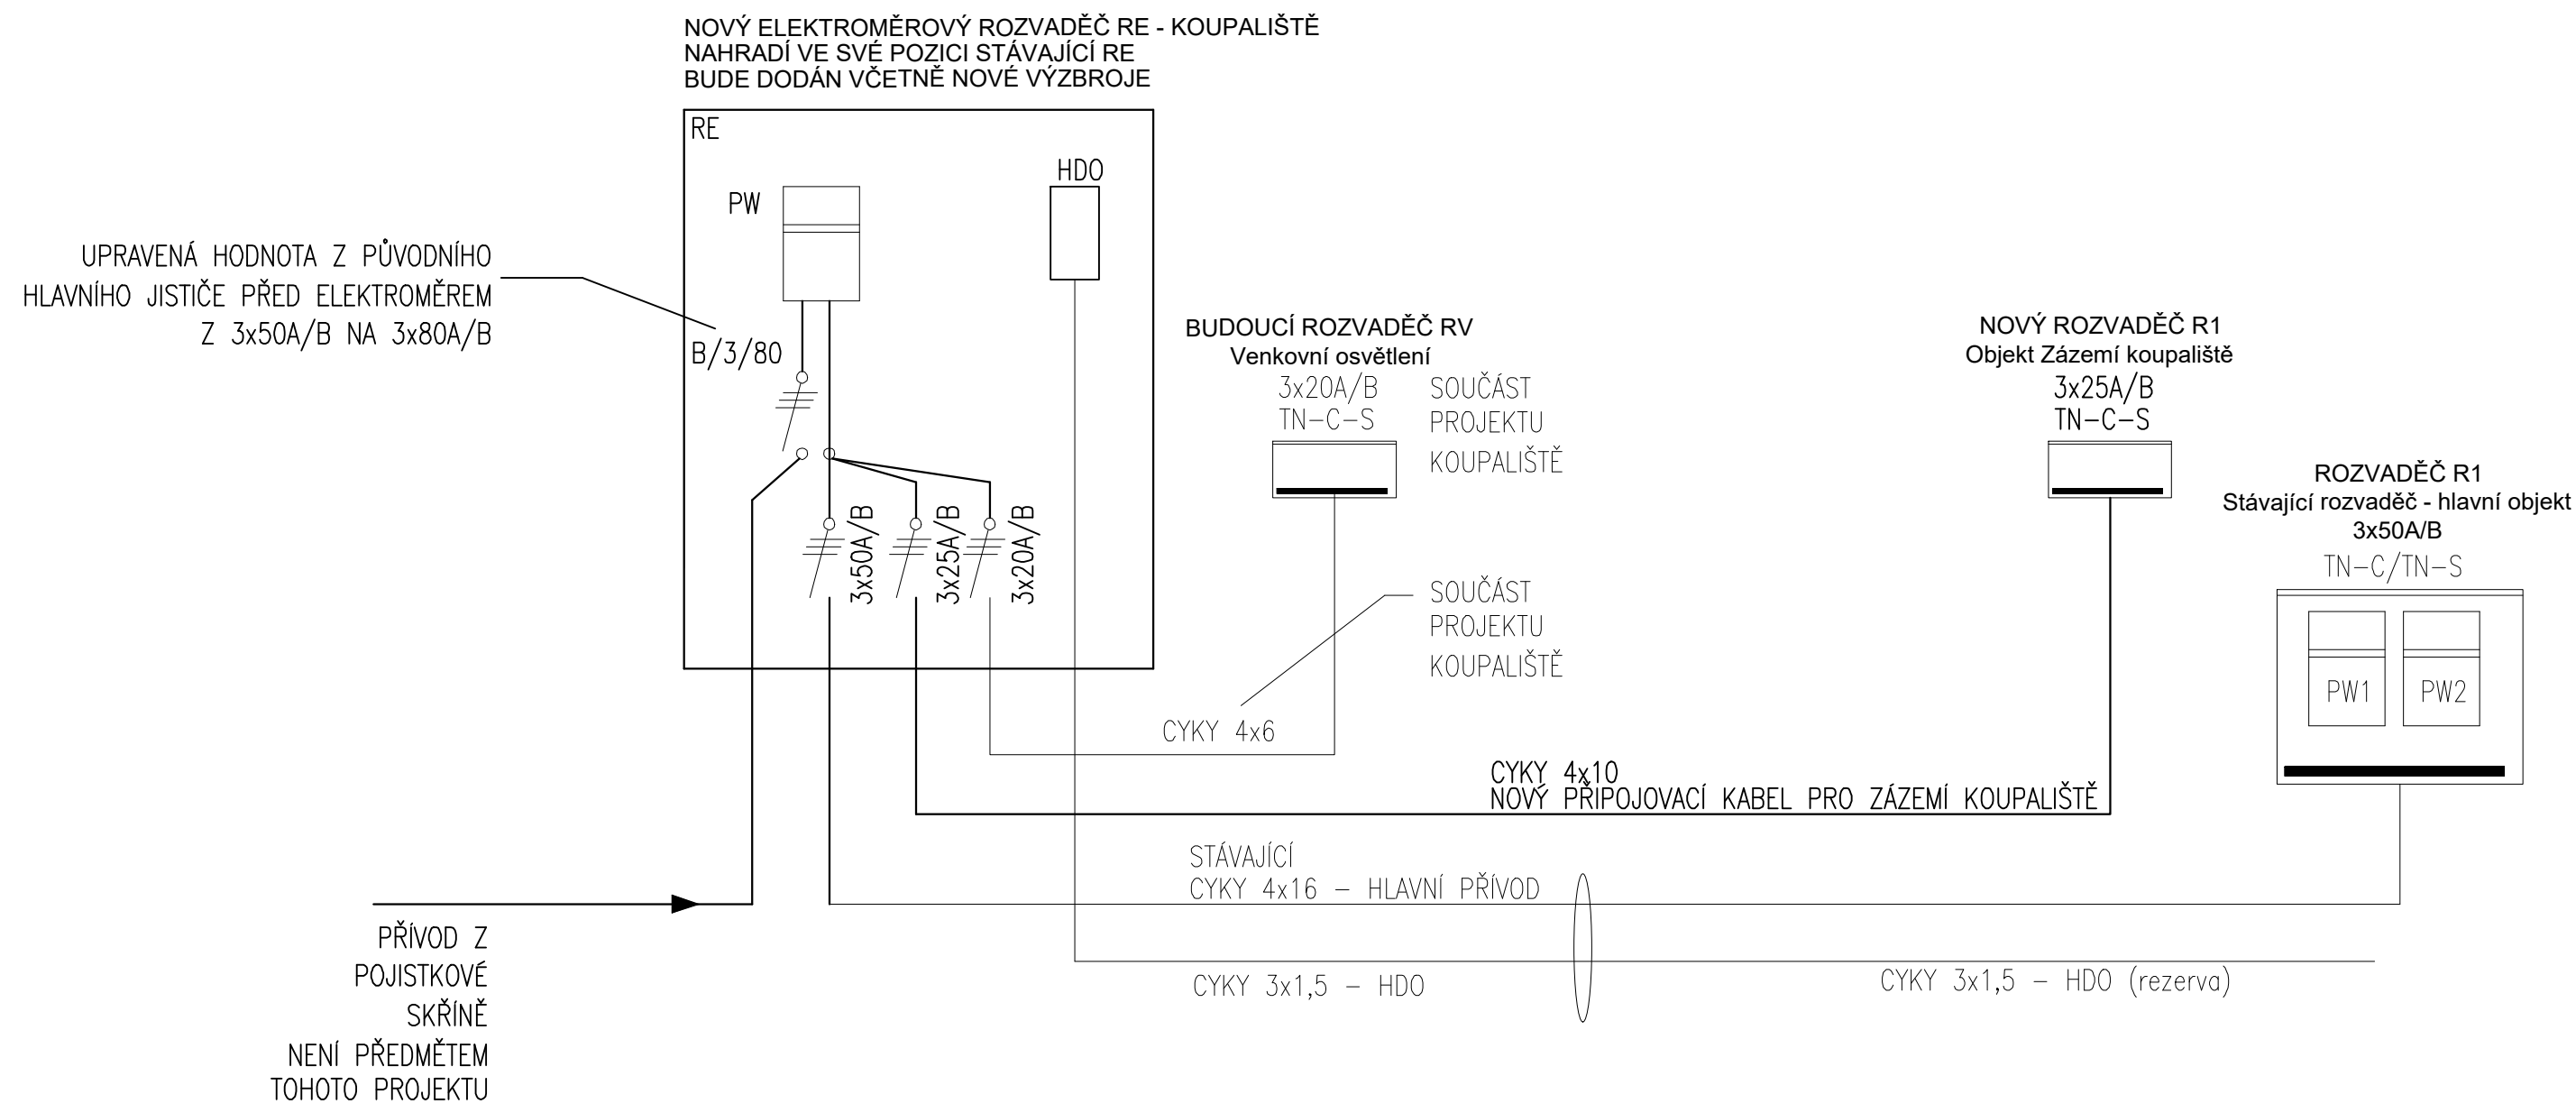 NOVÝ ELEKTROMĚROVÝ ROZVADĚČ RE - KOUPALIŠTĚ
NAHRADÍ VE SVÉ POZICI STÁVAJÍCÍ RE
BUDE DODÁN VČETNĚ NOVÉ VÝZBROJE
RE
HDO
PW
UPRAVENÁ HODNOTA Z PŮVODNÍHO
HLAVNÍHO JISTIČE PŘED ELEKTROMĚREM
Z 3x50A/B NA 3x80A/B
B/3/80
3x50A/B
3x25A/B
3x20A/B
BUDOUCÍ ROZVADĚČ RV
Venkovní osvětlení
3x20A/B
TN-C-S
SOUČÁST
PROJEKTU
KOUPALIŠTĚ
NOVÝ ROZVADĚČ R1
Objekt Zázemí koupaliště
3x25A/B
TN-C-S
ROZVADĚČ R1
Stávající rozvaděč - hlavní objekt
3x50A/B
TN-C/TN-S
PW1
PW2
SOUČÁST
PROJEKTU
KOUPALIŠTĚ
CYKY 4x6
CYKY 4x10
NOVÝ PŘIPOJOVACÍ KABEL PRO ZÁZEMÍ KOUPALIŠTĚ
STÁVAJÍCÍ
CYKY 4x16 - HLAVNÍ PŘÍVOD
CYKY 3x1,5 - HDO
CYKY 3x1,5 - HDO (rezerva)
PŘÍVOD Z
POJISTKOVÉ
SKŘÍNĚ
NENÍ PŘEDMĚTEM
TOHOTO PROJEKTU